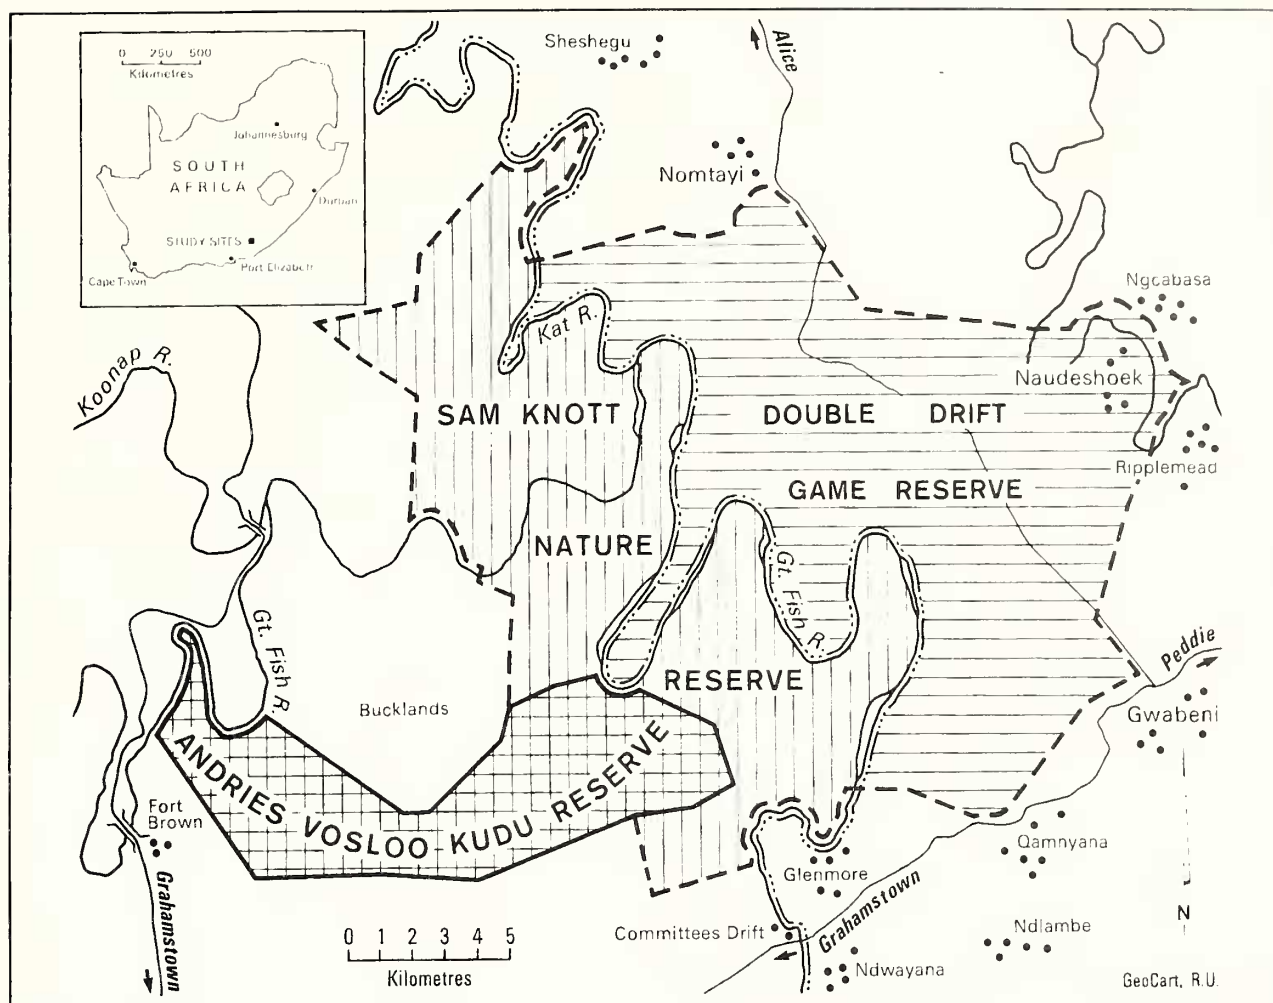 0 250 500
Kilometres
Johannesburg
SOUTH
AFRICA
Durban
STUDY SITES
Port Elizabeth
Cape Town
Sheshegu
Alice
Nomtayi
Ngcabasa
Koonap R.
Kat R.
Naudeshoek
SAM KNOTT
DOUBLE DRIFT
Ripplemead
GAME RESERVE
NATURE
Gt. Fish R.
Gt. Fish R.
Peddie
RESERVE
Bucklands
Gwabeni
ANDRIES VOSLOO KUDU RESERVE
Fort
Brown
Qamnyana
Glenmore
Grahamstown
Grahamstown
N
0 1 2 3 4 5
Kilometres
Committees Drift
Ndlambe
Ndwayana
GeoCart, R.U.